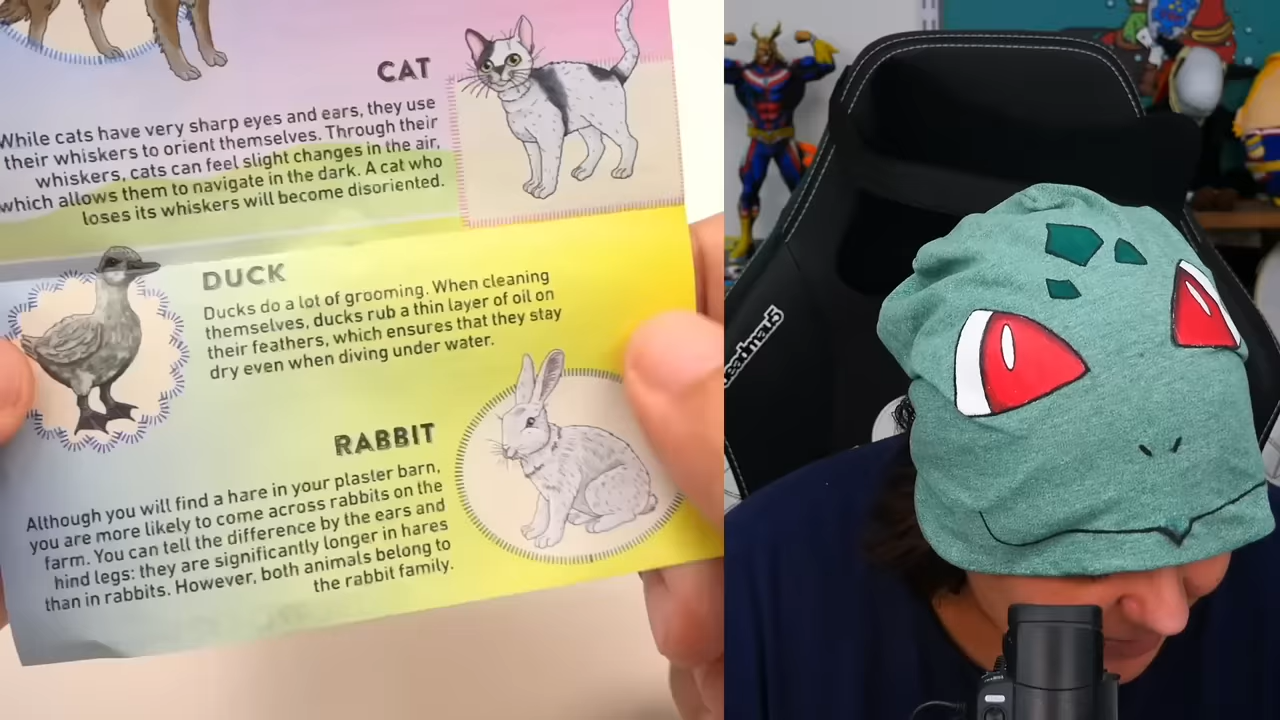 CAT
While cats have very sharp eyes and ears, they use
their whiskers to orient themselves. Through their
whiskers, cats can feel slight changes in the air,
which allows them to navigate in the dark. A cat who
loses its whiskers will become disoriented.
DUCK
Ducks do a lot of grooming. When cleaning
themselves, ducks rub a thin layer of oil on
their feathers, which ensures that they stay
dry even when diving under water.
RABBIT
Although you will find a hare in your plaster barn,
you are more likely to come across rabbits on the
farm. You can tell the difference by the ears and
hind legs: they are significantly longer in hares
than in rabbits. However, both animals belong to
the rabbit family.
deadmau5